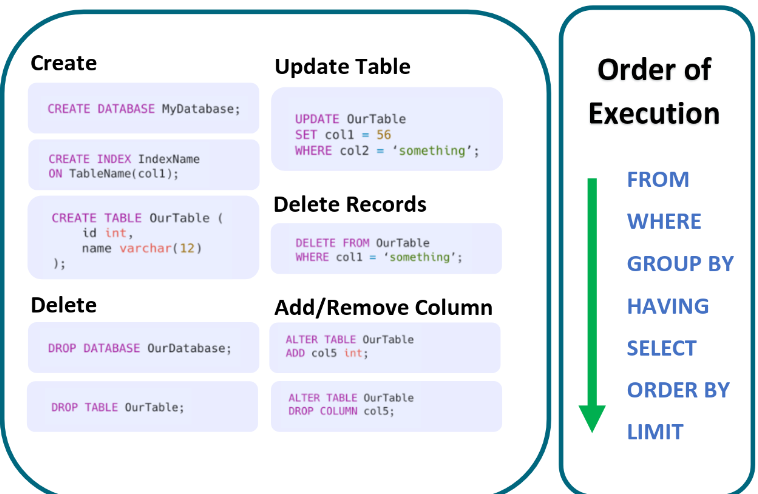 Create
CREATE DATABASE MyDatabase;
CREATE INDEX IndexName
ON TableName(col1);
CREATE TABLE OurTable (
id int,
name varchar(12)
);
Delete
DROP DATABASE OurDatabase;
DROP TABLE OurTable;
Update Table
UPDATE OurTable
SET col1 = 56
WHERE col2 = ‘something’;
Delete Records
DELETE FROM OurTable
WHERE col1 = ‘something’;
Add/Remove Column
ALTER TABLE OurTable
ADD col5 int;
ALTER TABLE OurTable
DROP COLUMN col5;
Order of
Execution
FROM
WHERE
GROUP BY
HAVING
SELECT
ORDER BY
LIMIT